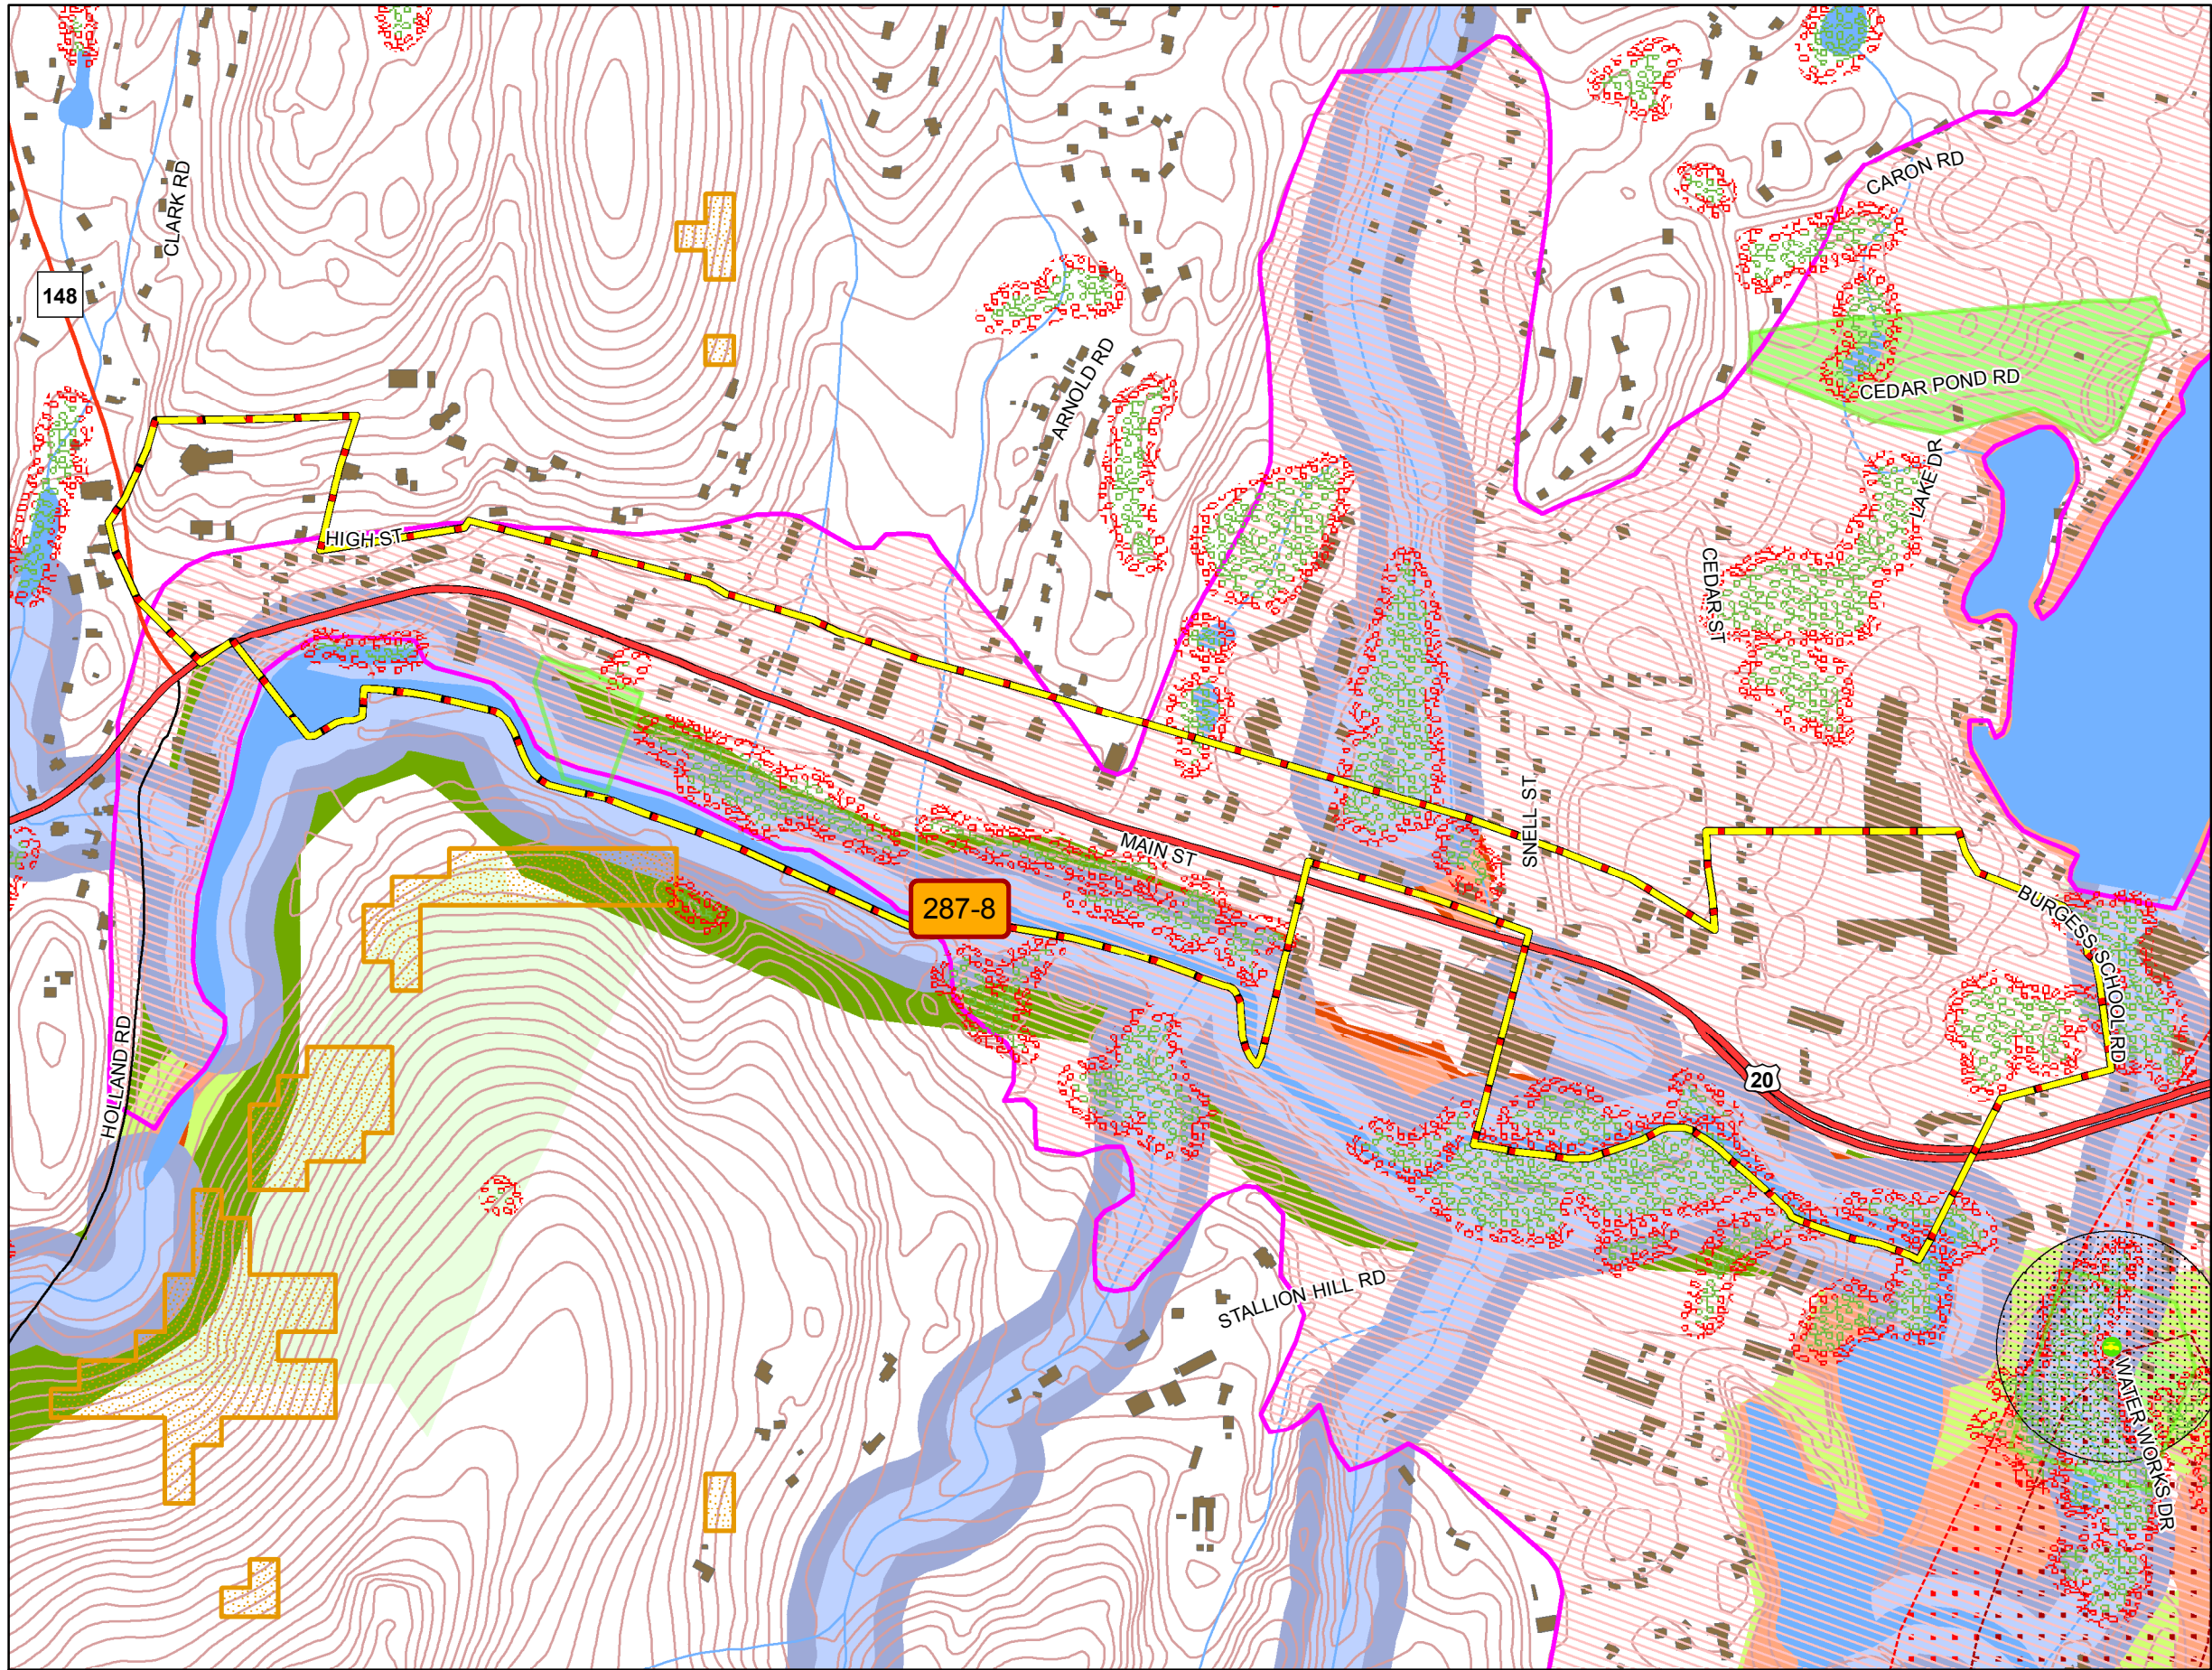 CARON RD
CLARK RD
148
ARNOLD RD
CEDAR POND RD
LAKE DR
HIGH ST
CEDAR ST
SNELL ST
MAIN ST
287-8
BURGESS SCHOOL RD
HOLLAND RD
20
STALLION HILL RD
WATER WORKS DR